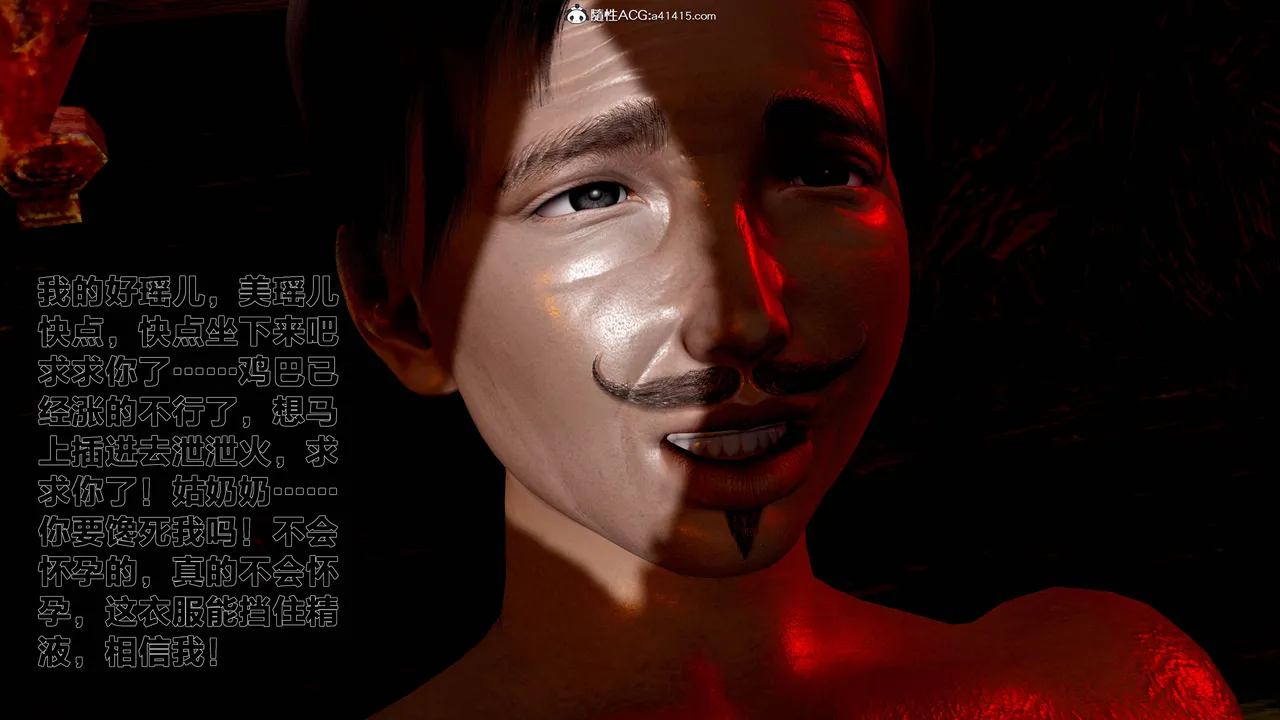 隨性ACG:a41415.com
我的好瑶儿，美瑶儿
快点，快点坐下来吧
求求你了……鸡巴已
经涨的不行了，想马
上插进去泄泄火，求
求你了！姑奶奶……
你要馋死我吗！不会
怀孕的，真的不会怀
孕，这衣服能挡住精
液，相信我！